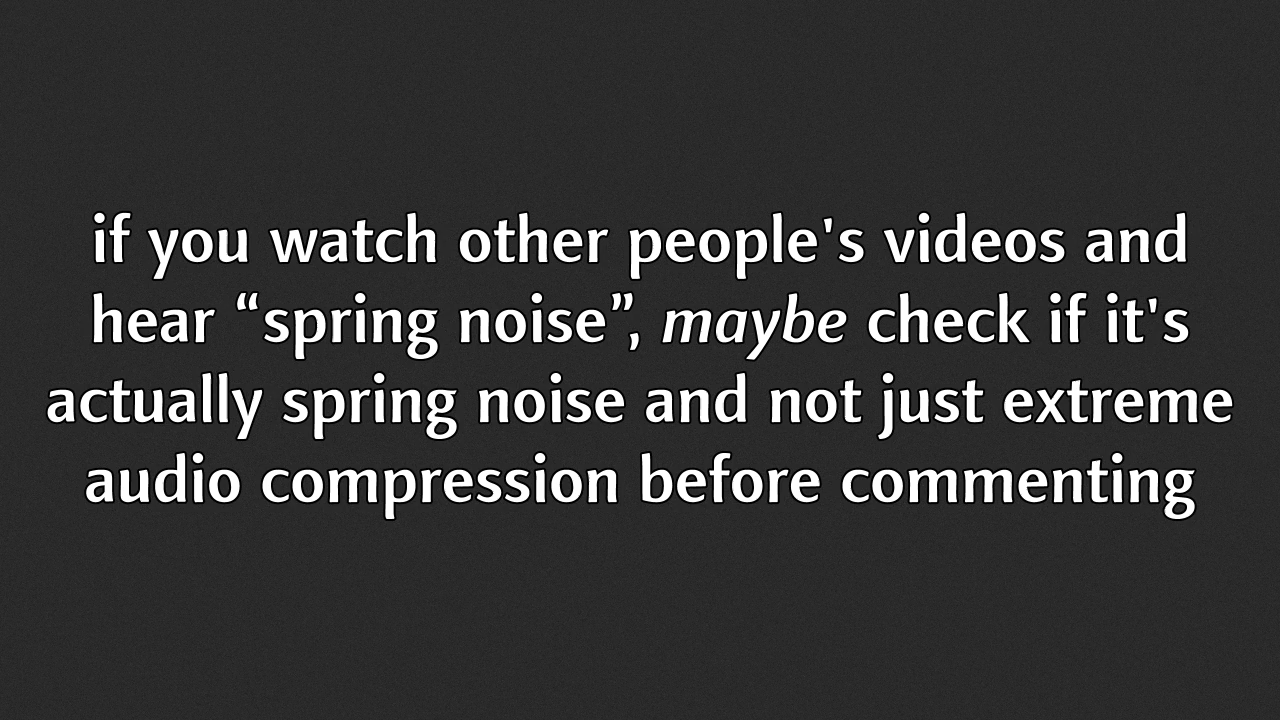 if you watch other people's videos and
hear “spring noise”, maybe check if it's
actually spring noise and not just extreme
audio compression before commenting